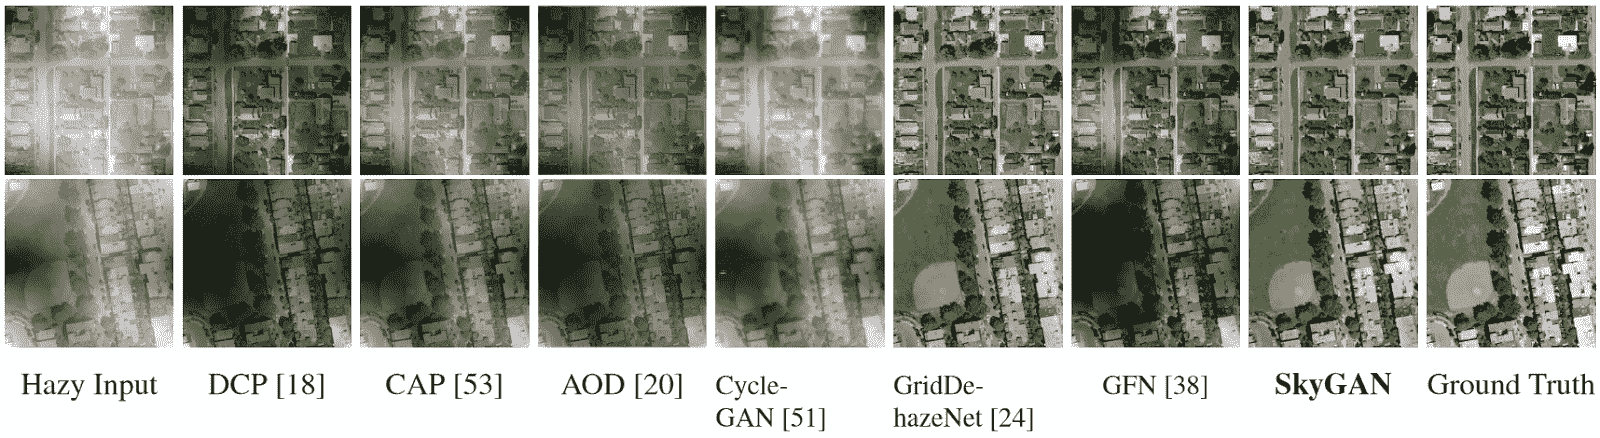 Hazy Input
DCP [18]
CAP [53]
AOD [20]
Cycle-
GAN [51]
GridDe-
hazeNet [24]
GFN [38]
SkyGAN
Ground Truth